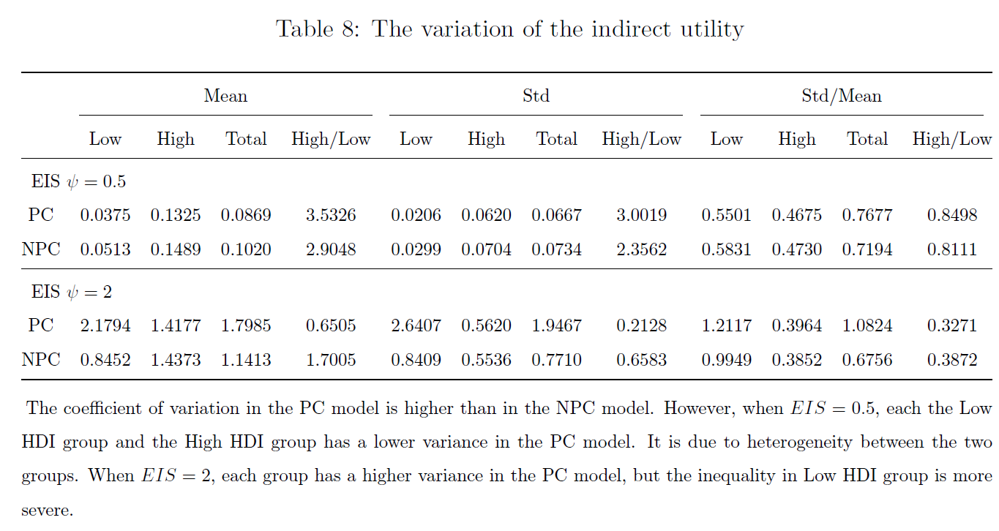 Table 8: The variation of the indirect utility
Mean Std Std/Mean
Low High Total High/Low Low High Total High/Low Low High Total High/Low
EIS ψ = 0.5
PC 0.0375 0.1325 0.0869 3.5326 0.0206 0.0620 0.0667 3.0019 0.5501 0.4675 0.7677 0.8498
NPC 0.0513 0.1489 0.1020 2.9048 0.0299 0.0704 0.0734 2.3562 0.5831 0.4730 0.7194 0.8111
EIS ψ = 2
PC 2.1794 1.4177 1.7985 0.6505 2.6407 0.5620 1.9467 0.2128 1.2117 0.3964 1.0824 0.3271
NPC 0.8452 1.4373 1.1413 1.7005 0.8409 0.5536 0.7710 0.6583 0.9949 0.3852 0.6756 0.3872
The coefficient of variation in the PC model is higher than in the NPC model. However, when EIS = 0.5, each the Low
HDI group and the High HDI group has a lower variance in the PC model. It is due to heterogeneity between the two
groups. When EIS = 2, each group has a higher variance in the PC model, but the inequality in Low HDI group is more
severe.